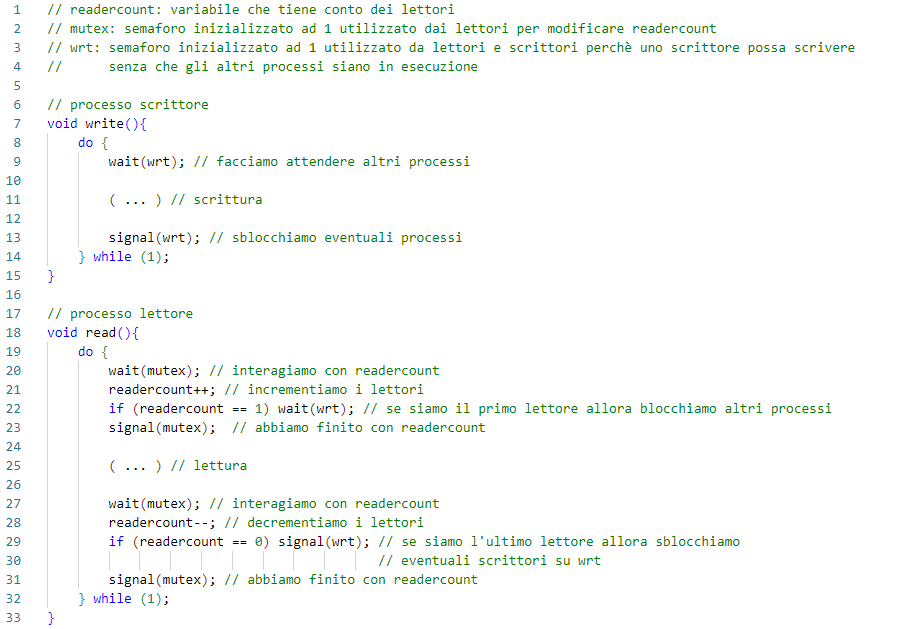 1 // readercount: variabile che tiene conto dei lettori
2 // mutex: semaforo inizializzato ad 1 utilizzato dai lettori per modificare readercount
3 // wrt: semaforo inizializzato ad 1 utilizzato da lettori e scrittori perchè uno scrittore possa scrivere
4 //      senza che gli altri processi siano in esecuzione
5
6 // processo scrittore
7 void write(){
8     do {
9         wait(wrt); // facciamo attendere altri processi
10
11         ( ... ) // scrittura
12
13         signal(wrt); // sblocchiamo eventuali processi
14     } while (1);
15 }
16
17 // processo lettore
18 void read(){
19     do {
20         wait(mutex); // interagiamo con readercount
21         readercount++; // incrementiamo i lettori
22         if (readercount == 1) wait(wrt); // se siamo il primo lettore allora blocchiamo altri processi
23         signal(mutex);  // abbiamo finito con readercount
24
25         ( ... ) // lettura
26
27         wait(mutex); // interagiamo con readercount
28         readercount--; // decrementiamo i lettori
29         if (readercount == 0) signal(wrt); // se siamo l'ultimo lettore allora sblocchiamo
30                                            // eventuali scrittori su wrt
31         signal(mutex); // abbiamo finito con readercount
32     } while (1);
33 }